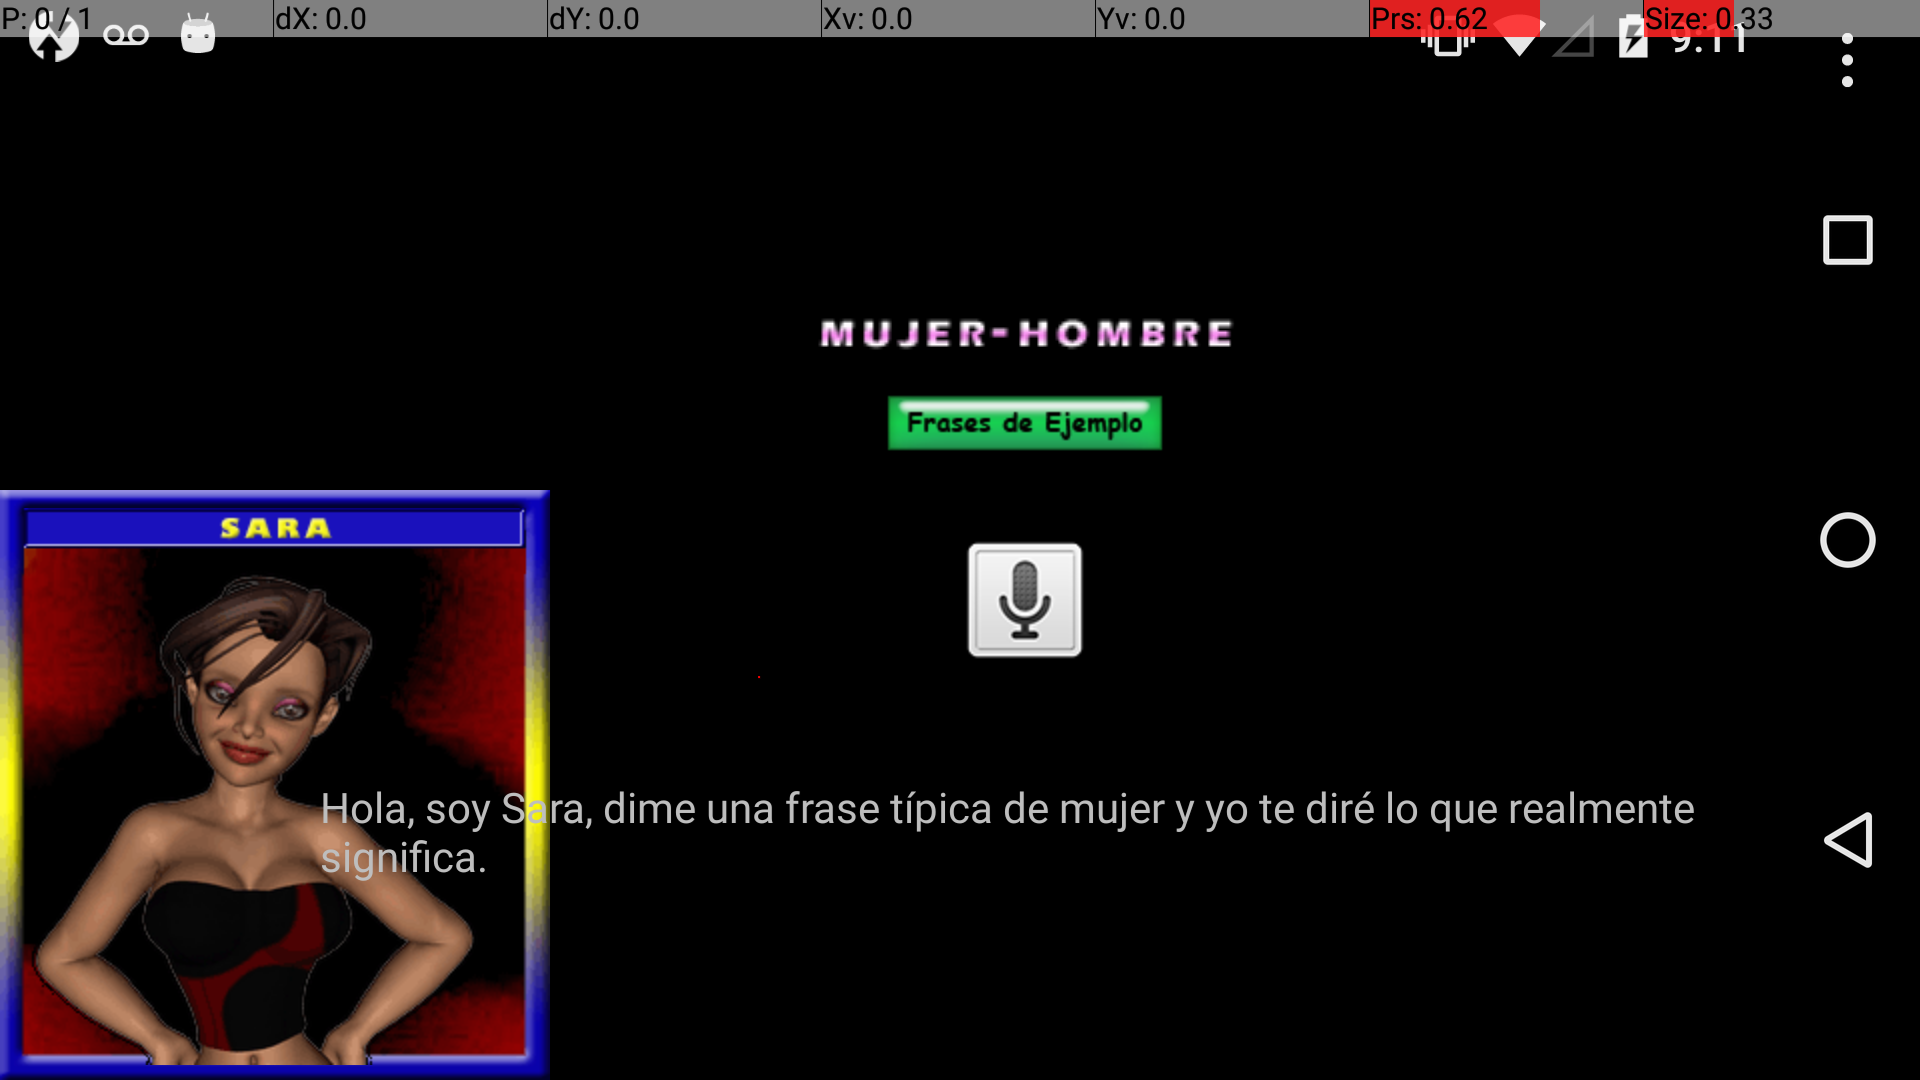 P: 0 / 1 dX: 0.0 dY: 0.0 Xv: 0.0 Yv: 0.0 Prs: 0.62 Size: 0.33
9:11
MUJER-HOMBRE
Frases de Ejemplo
SARA
Hola, soy Sara, dime una frase típica de mujer y yo te diré lo que realmente
significa.